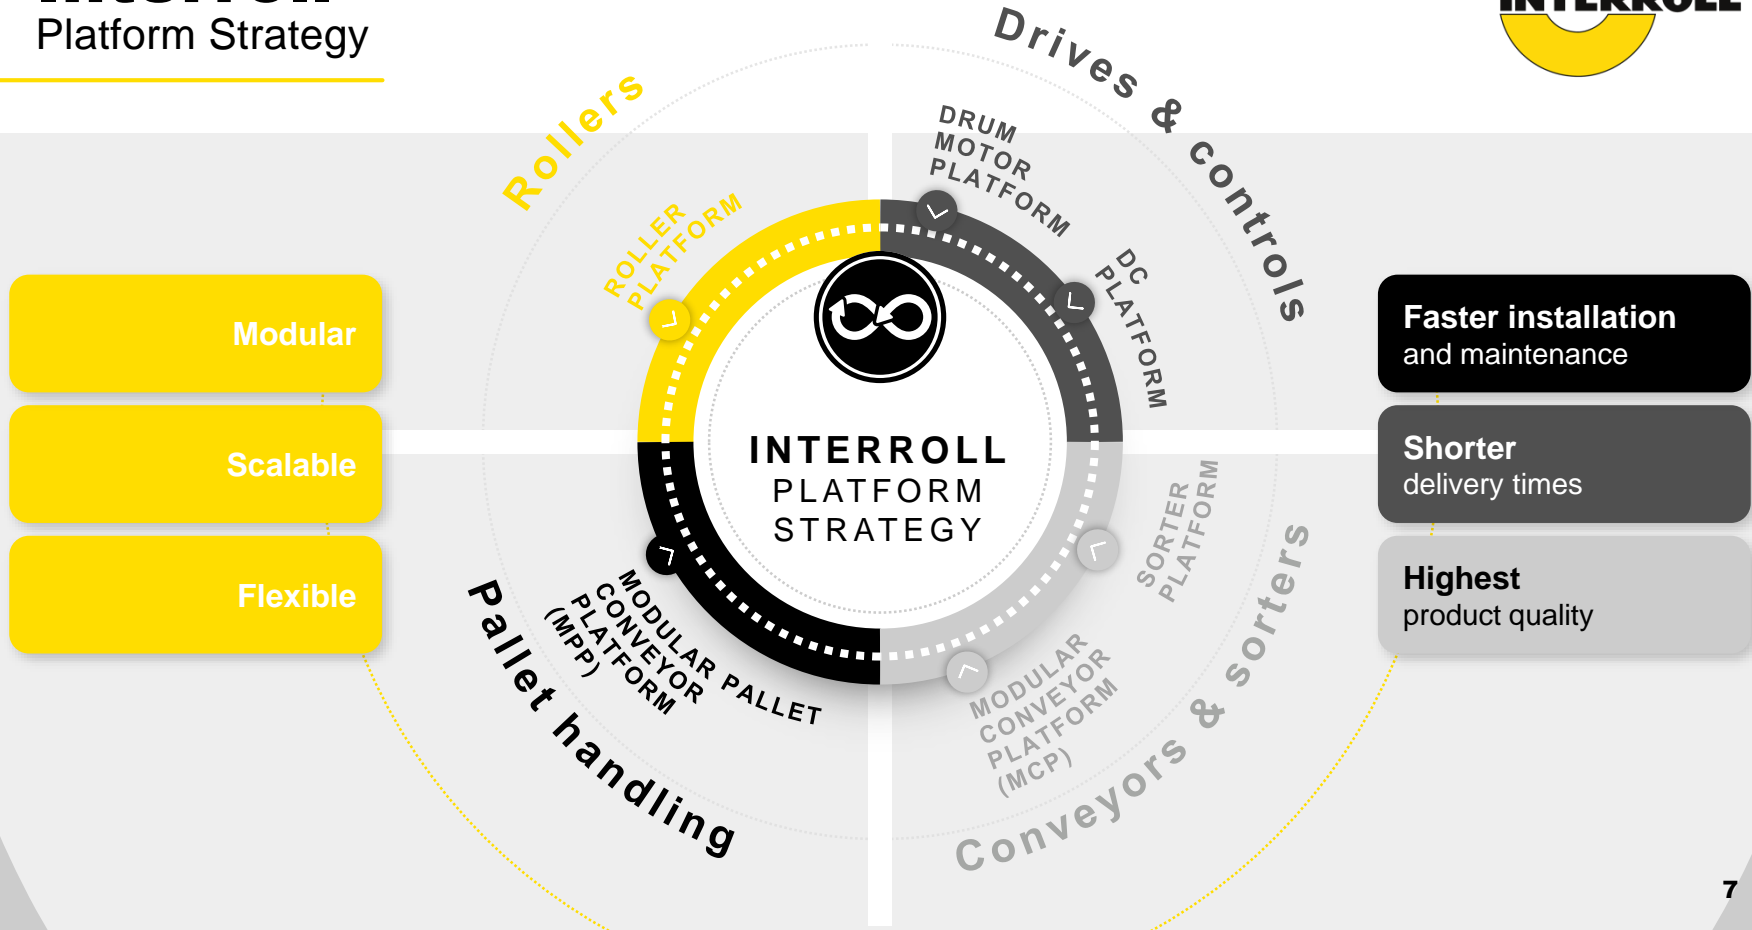 Interroll
Platform Strategy
INTERROLL
Rollers
Drives & controls
ROLLER
PLATFORM
DRUM
MOTOR
PLATFORM
DC
PLATFORM
Modular
Scalable
Flexible
INTERROLL
PLATFORM
STRATEGY
Faster installation
and maintenance
Shorter
delivery times
Highest
product quality
SORTER
PLATFORM
MODULAR PALLET
CONVEYOR
PLATFORM
(MPP)
MODULAR
CONVEYOR
PLATFORM
(MCP)
Pallet handling
Conveyors & sorters
7